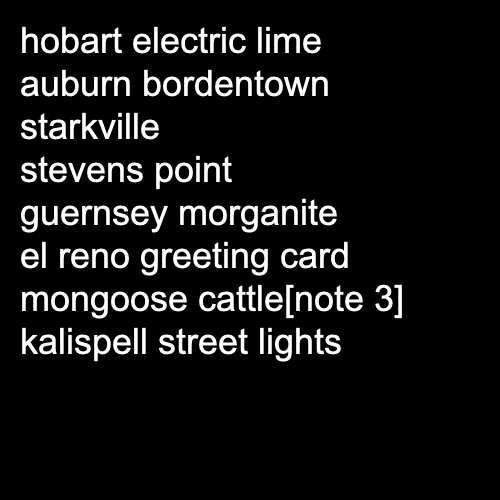 hobart electric lime
auburn bordentown
starkville
stevens point
guernsey morganite
el reno greeting card
mongoose cattle[note 3]
kalispell street lights